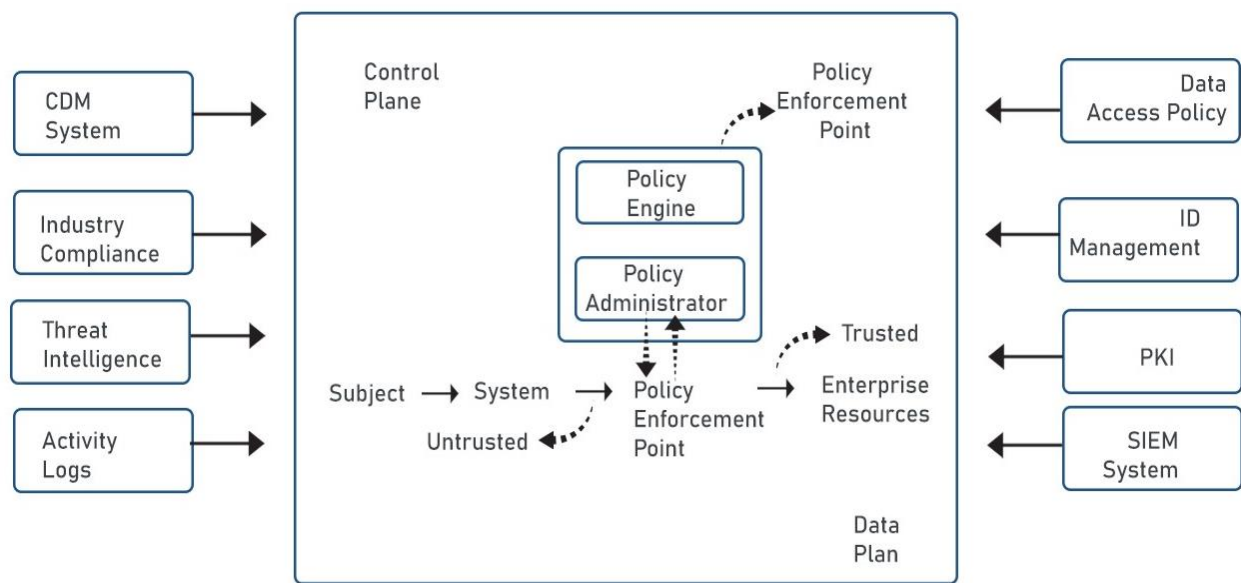 CDM
System
Industry
Compliance
Threat
Intelligence
Activity
Logs
Control
Plane
Policy
Enforcement
Point
Policy
Engine
Policy
Administrator
Trusted
Subject
System
Policy
Enforcement
Point
Enterprise
Resources
Untrusted
Data
Plan
Data
Access Policy
ID
Management
PKI
SIEM
System